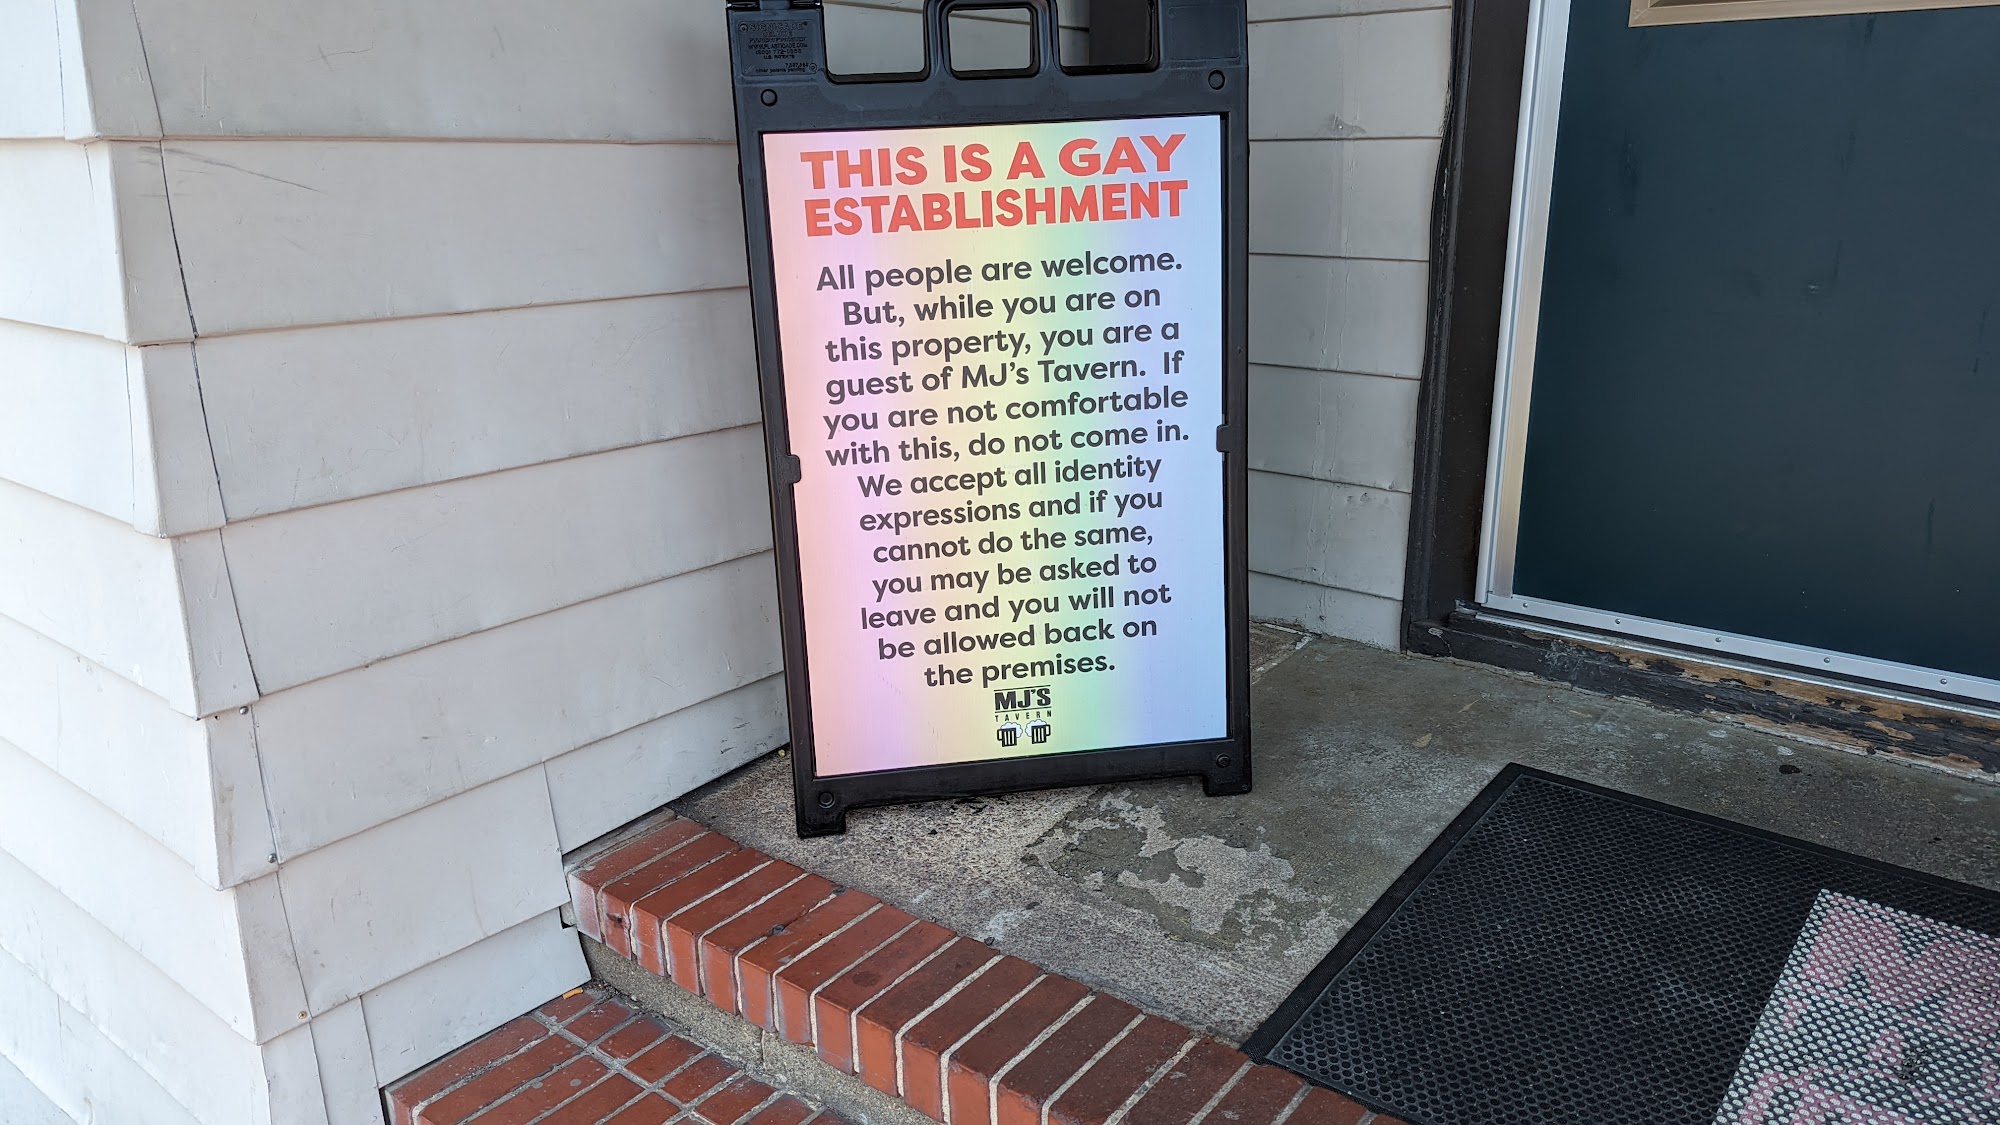 THIS IS A GAY
ESTABLISHMENT
All people are welcome.
But, while you are on
this property, you are a
guest of MJ's Tavern.  If
you are not comfortable
with this, do not come in.
We accept all identity
expressions and if you
cannot do the same,
you may be asked to
leave and you will not
be allowed back on
the premises.
MJ'S
TAVERN